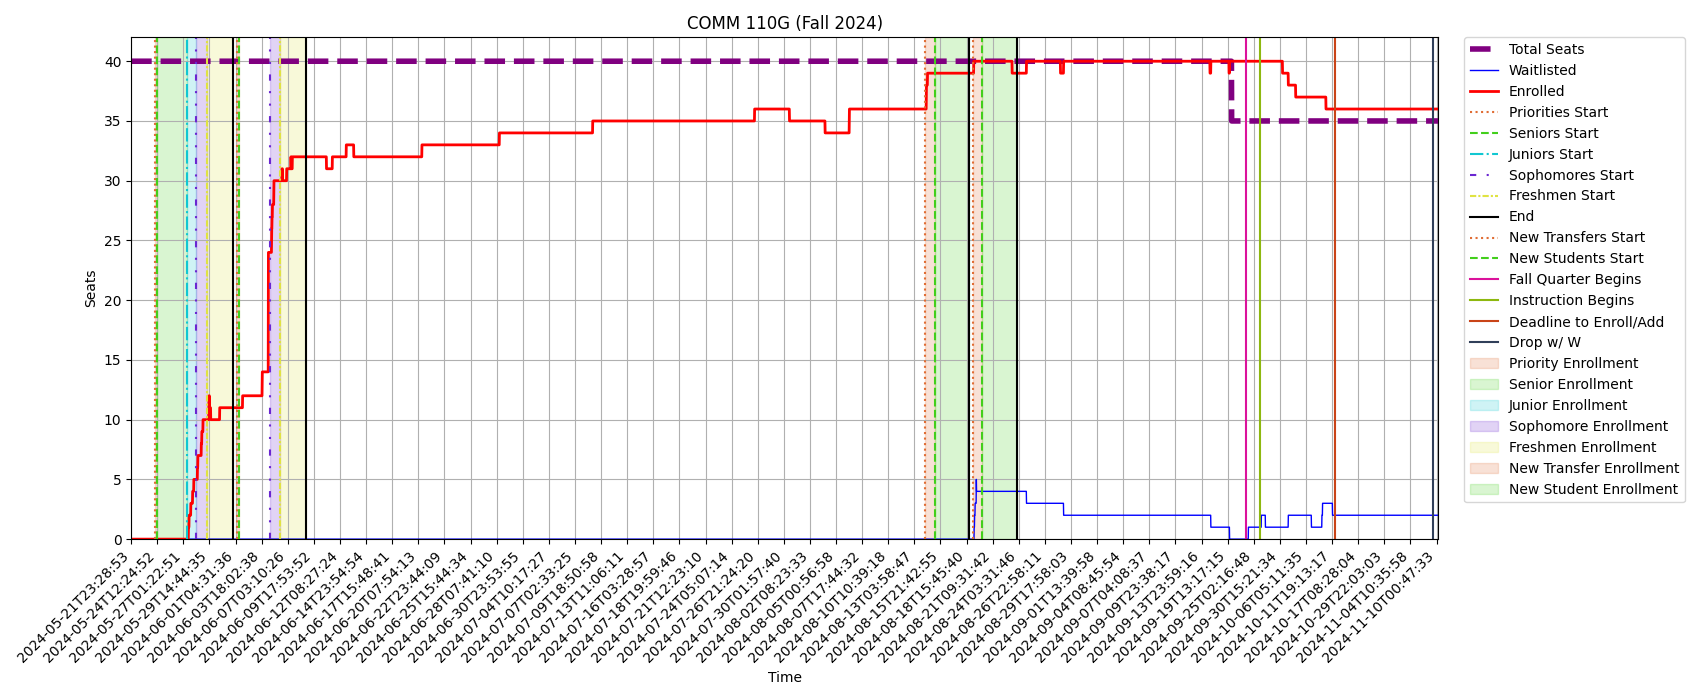 COMM 110G (Fall 2024)
Seats
40
35
30
25
20
15
10
5
0
2024-05-21T23:28:53
2024-05-24T12:24:52
2024-05-27T01:22:51
2024-05-29T14:44:35
2024-06-01T04:31:36
2024-06-03T18:02:38
2024-06-07T03:10:26
2024-06-09T17:53:52
2024-06-12T08:27:24
2024-06-14T23:54:54
2024-06-17T15:48:41
2024-06-20T07:54:13
2024-06-22T23:44:09
2024-06-25T15:44:34
2024-06-28T07:41:10
2024-06-30T23:53:55
2024-07-04T10:17:27
2024-07-07T02:33:25
2024-07-09T18:50:58
2024-07-13T11:06:11
2024-07-16T03:28:57
2024-07-18T19:59:46
2024-07-21T12:23:10
2024-07-24T05:07:14
2024-07-26T21:24:20
2024-07-30T01:57:40
2024-08-02T08:23:33
2024-08-05T00:56:58
2024-08-07T17:44:32
2024-08-10T10:39:18
2024-08-13T03:58:47
2024-08-15T21:42:55
2024-08-18T15:45:40
2024-08-21T09:31:42
2024-08-24T03:31:46
2024-08-26T22:58:11
2024-08-29T17:58:03
2024-09-01T13:39:58
2024-09-04T08:45:54
2024-09-07T04:08:37
2024-09-09T23:38:17
2024-09-13T23:59:16
2024-09-19T13:17:15
2024-09-25T02:16:48
2024-09-30T15:21:34
2024-10-06T05:11:35
2024-10-11T19:13:17
2024-10-17T08:28:04
2024-10-29T22:03:03
2024-11-04T10:35:58
2024-11-10T00:47:33
Time
Total Seats
Waitlisted
Enrolled
Priorities Start
Seniors Start
Juniors Start
Sophomores Start
Freshmen Start
End
New Transfers Start
New Students Start
Fall Quarter Begins
Instruction Begins
Deadline to Enroll/Add
Drop w/ W
Priority Enrollment
Senior Enrollment
Junior Enrollment
Sophomore Enrollment
Freshmen Enrollment
New Transfer Enrollment
New Student Enrollment